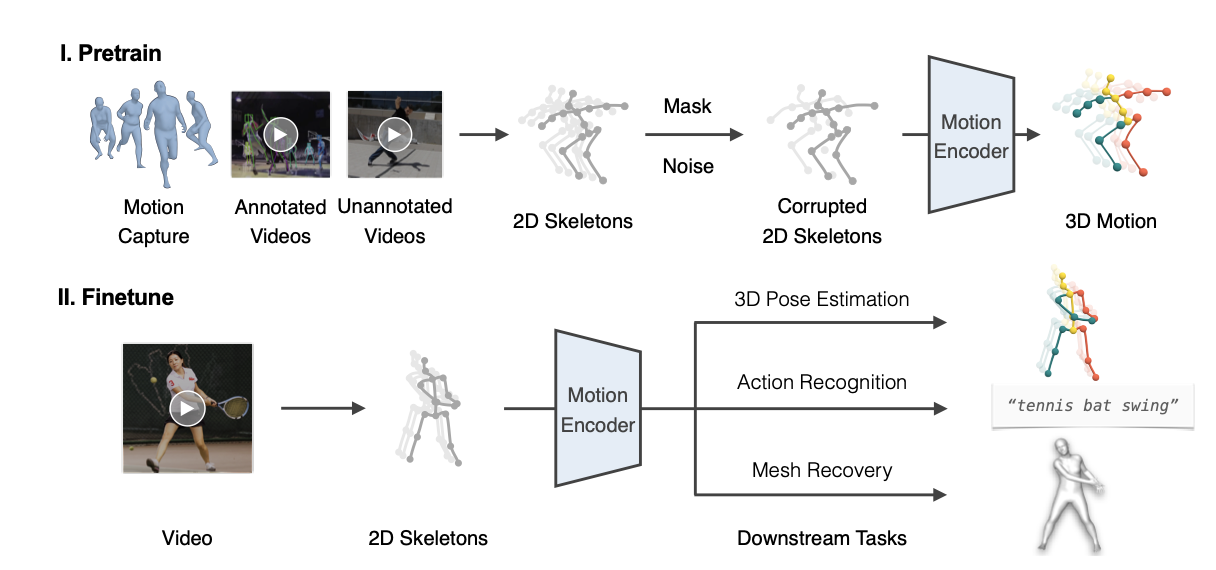 I. Pretrain
Motion
Capture
Annotated
Videos
Unannotated
Videos
2D Skeletons
Mask
Noise
Corrupted
2D Skeletons
Motion
Encoder
3D Motion
II. Finetune
Video
2D Skeletons
Motion
Encoder
3D Pose Estimation
Action Recognition
Mesh Recovery
Downstream Tasks
“tennis bat swing”